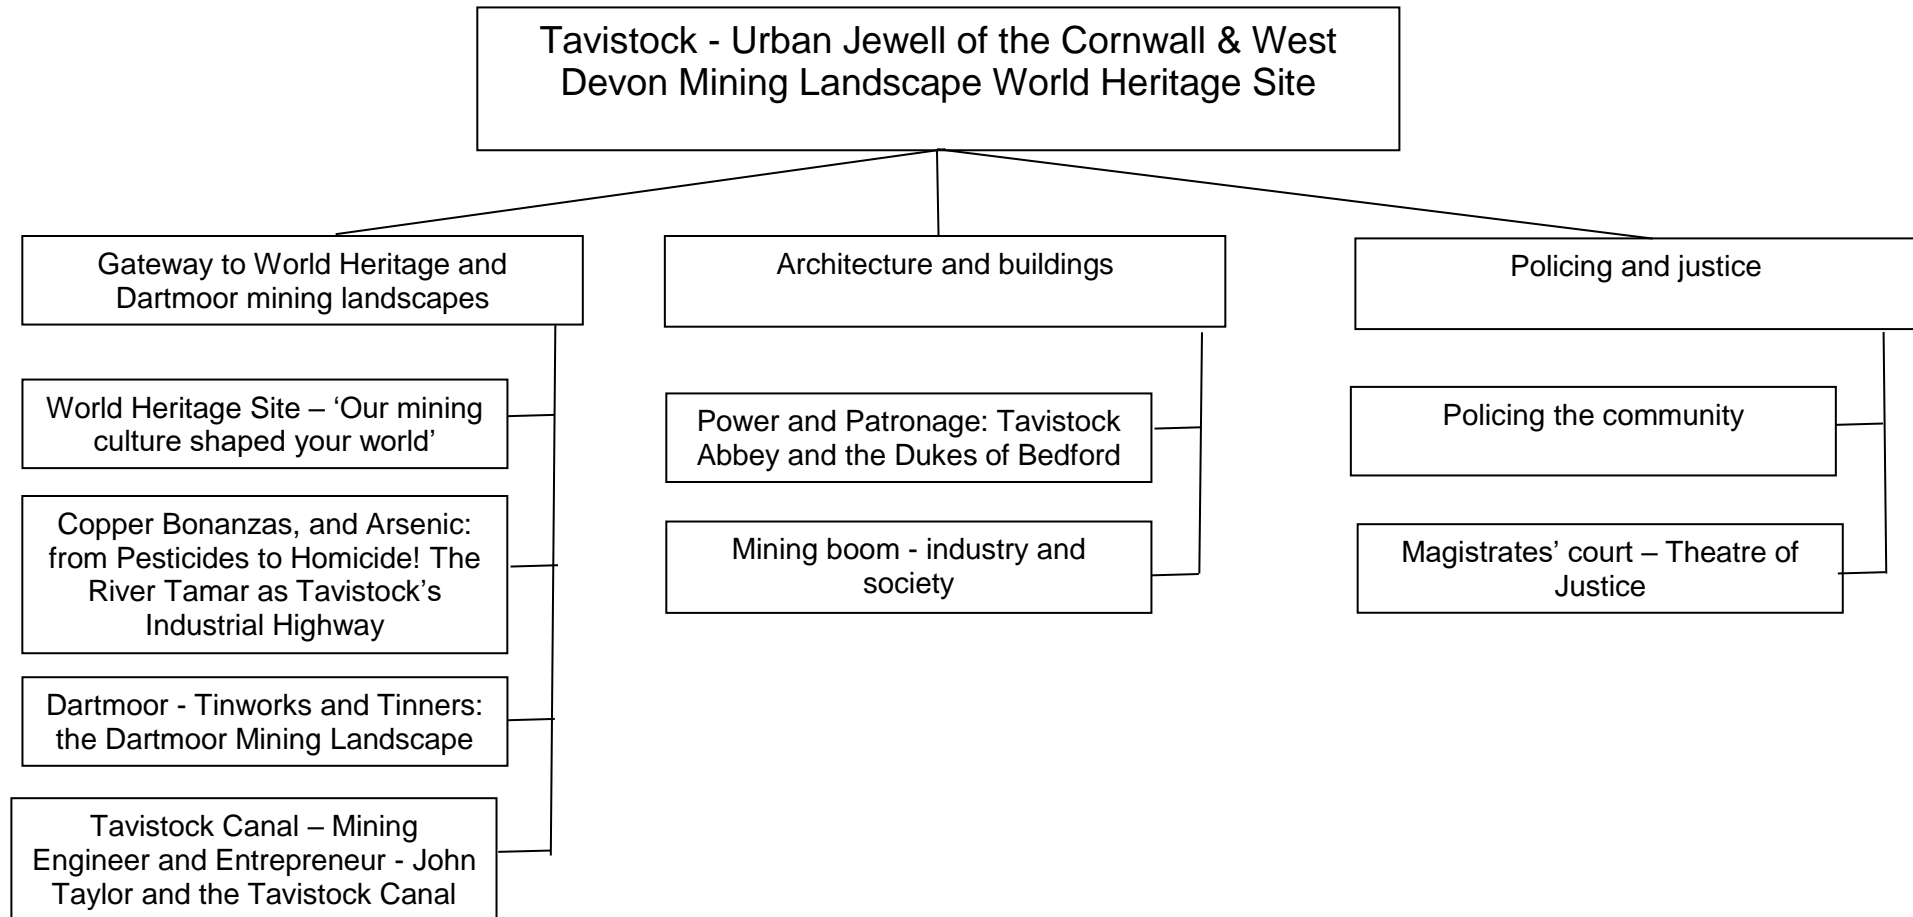 Tavistock - Urban Jewell of the Cornwall & West
Devon Mining Landscape World Heritage Site
Gateway to World Heritage and
Dartmoor mining landscapes
World Heritage Site – ‘Our mining
culture shaped your world’
Copper Bonanzas, and Arsenic:
from Pesticides to Homicide! The
River Tamar as Tavistock’s
Industrial Highway
Dartmoor - Tinworks and Tinners:
the Dartmoor Mining Landscape
Tavistock Canal – Mining
Engineer and Entrepreneur - John
Taylor and the Tavistock Canal
Architecture and buildings
Power and Patronage: Tavistock
Abbey and the Dukes of Bedford
Mining boom - industry and
society
Policing and justice
Policing the community
Magistrates’ court – Theatre of
Justice